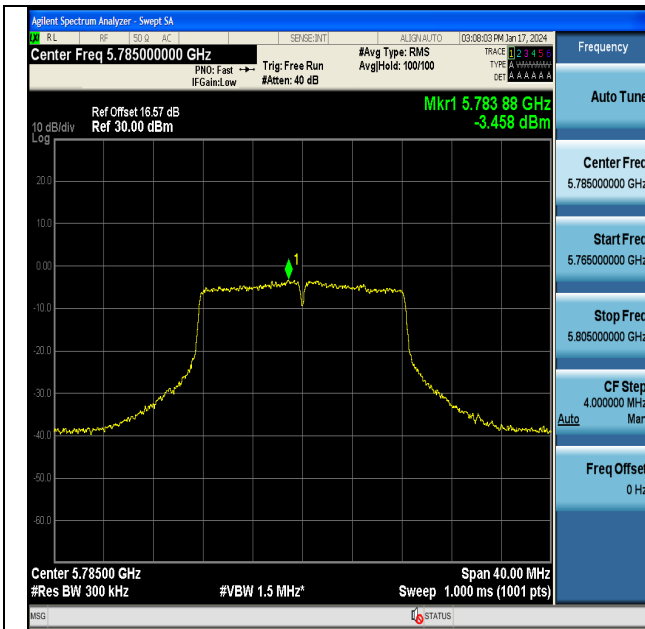 Agilent Spectrum Analyzer - Swept SA
LXI RL RF 50 Ω AC SENSE:INT ALIGN AUTO 03:08:03 PM Jan 17, 2024
Center Freq 5.785000000 GHz
PNO: Fast
IFGain:Low
Trig: Free Run
#Atten: 40 dB
#Avg Type: RMS
Avg|Hold: 100/100
TRACE 1 2 3 4 5 6
TYPE A
DET A A A A A A
Mkr1 5.783 88 GHz
-3.458 dBm
Ref Offset 16.57 dB
10 dB/div Ref 30.00 dBm
Log
20.0
10.0
0.00
-10.0
-20.0
-30.0
-40.0
-50.0
-60.0
1
Center 5.78500 GHz Span 40.00 MHz
#Res BW 300 kHz #VBW 1.5 MHz* Sweep 1.000 ms (1001 pts)
MSG STATUS
Frequency
Auto Tune
Center Freq
5.785000000 GHz
Start Freq
5.765000000 GHz
Stop Freq
5.805000000 GHz
CF Step
4.000000 MHz
Auto Man
Freq Offset
0 Hz